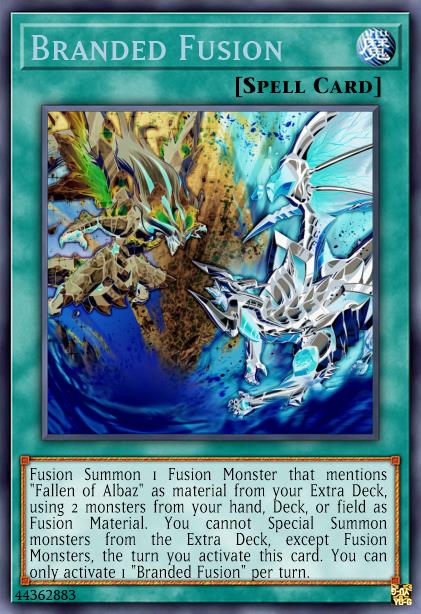 Branded Fusion
[Spell Card]
Fusion Summon 1 Fusion Monster that mentions
"Fallen of Albaz" as material from your Extra Deck,
using 2 monsters from your hand, Deck, or field as
Fusion Material. You cannot Special Summon
monsters from the Extra Deck, except Fusion
Monsters, the turn you activate this card. You can
only activate 1 "Branded Fusion" per turn.
44362883